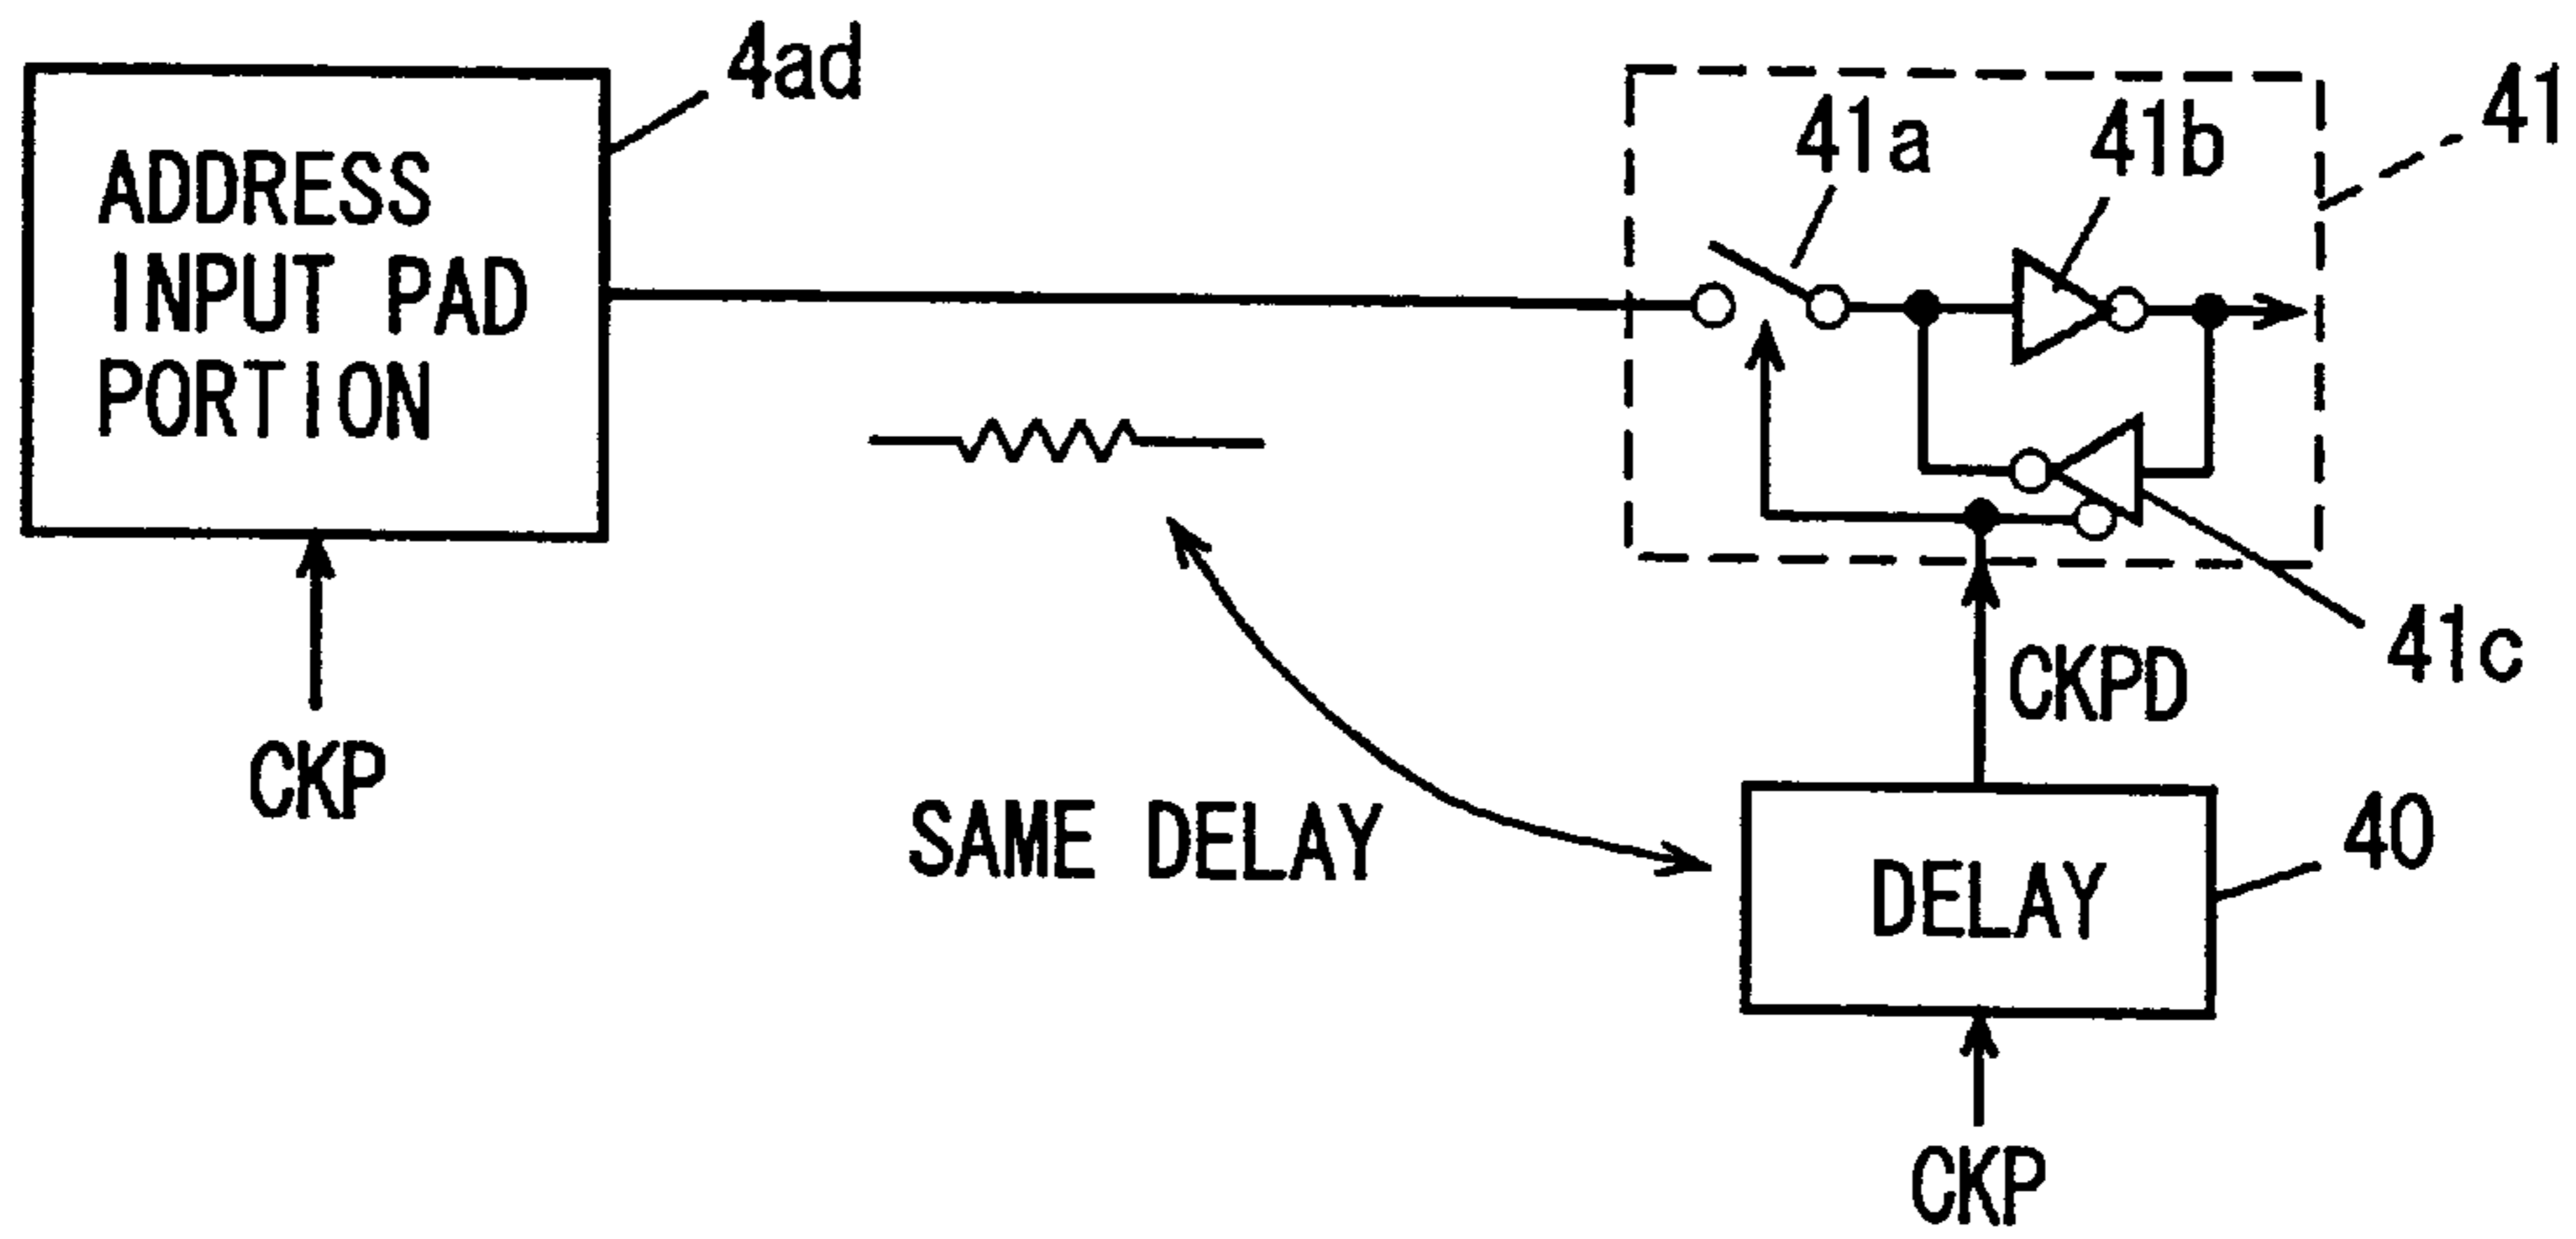 4ad
ADDRESS
INPUT PAD
PORTION
CKP
41
41a
41b
41c
CKPD
SAME DELAY
DELAY
40
CKP